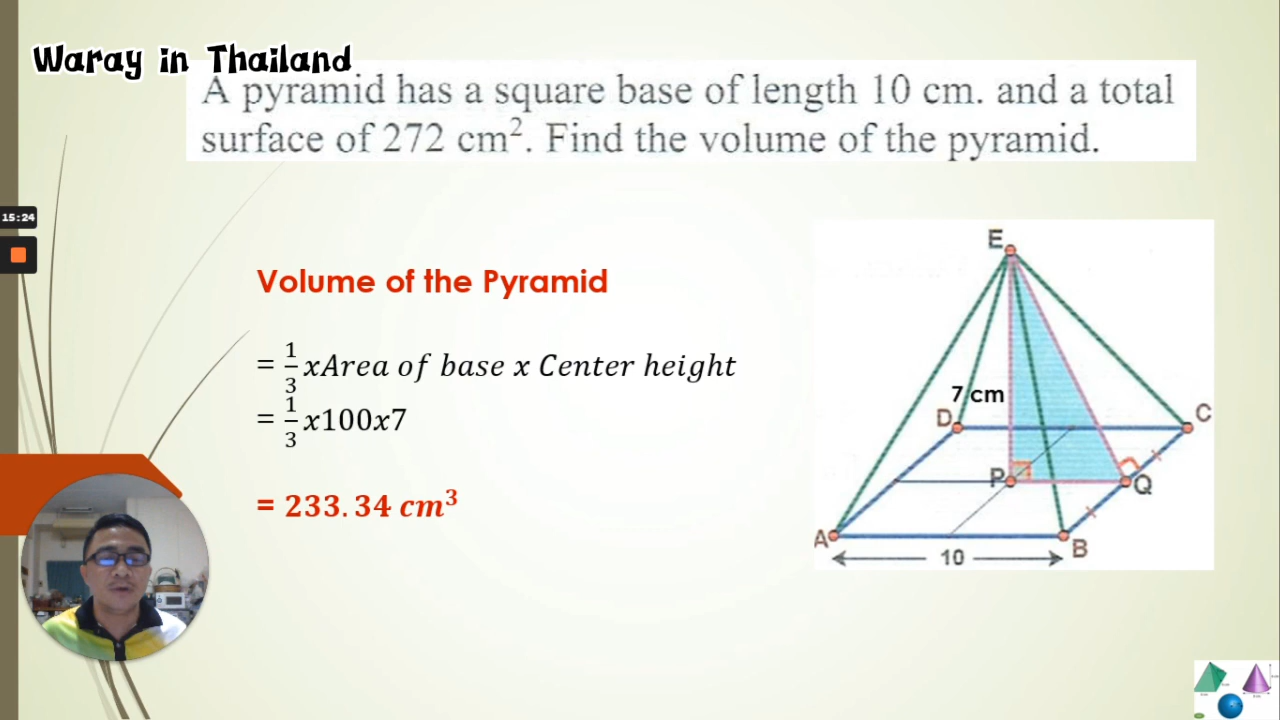 Waray in Thailand
A pyramid has a square base of length 10 cm. and a total
surface of 272 cm². Find the volume of the pyramid.
15:24
Volume of the Pyramid
= 1/3 xArea of base x Center height
= 1/3 x100x7
= 233.34 cm³
E
7 cm
D
C
P
Q
A
B
10